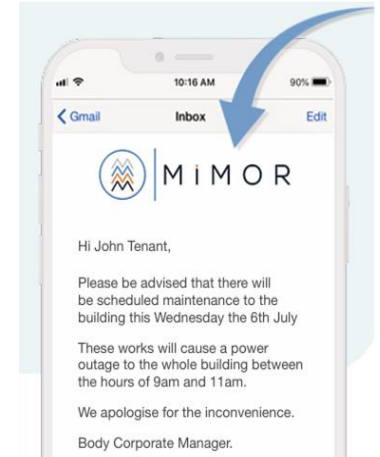 10:16 AM
90%
Gmail
Inbox
Edit
MiMOR
Hi John Tenant,
Please be advised that there will
be scheduled maintenance to the
building this Wednesday the 6th July
These works will cause a power
outage to the whole building between
the hours of 9am and 11am.
We apologise for the inconvenience.
Body Corporate Manager.